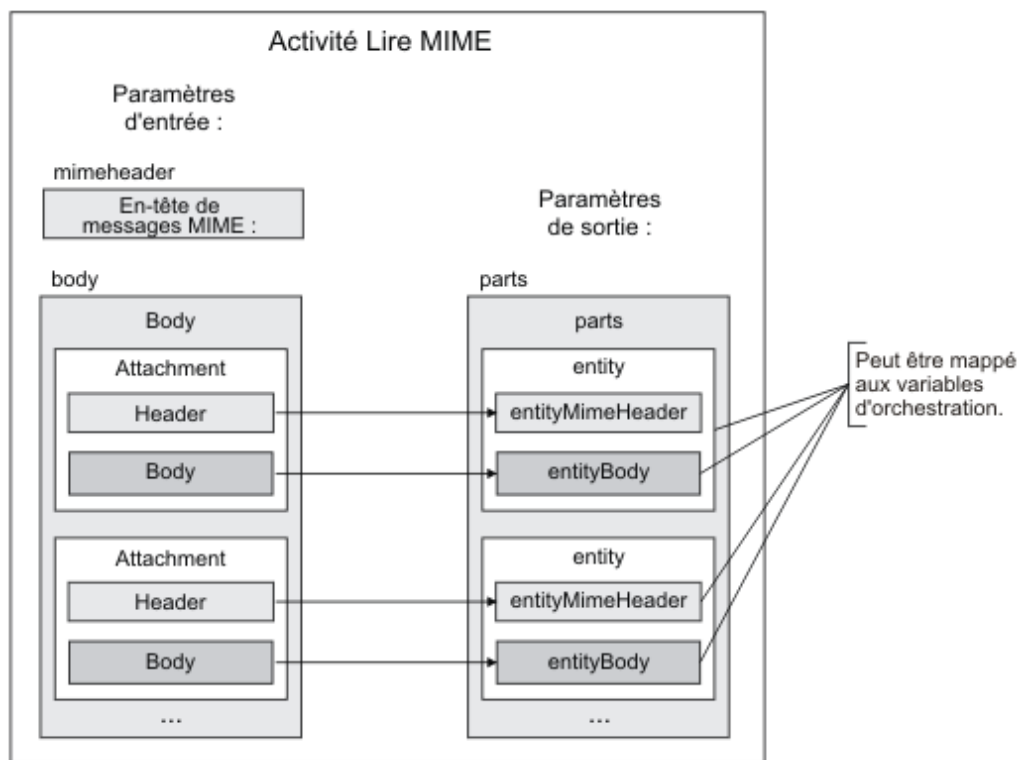 Activité Lire MIME
Paramètres
d'entrée :
mimeheader
En-tête de
messages MIME :
Paramètres
de sortie :
body
Body
Attachment
Header
Body
Attachment
Header
Body
...
parts
parts
entity
entityMimeHeader
entityBody
entity
entityMimeHeader
entityBody
...
Peut être mappé
aux variables
d'orchestration.